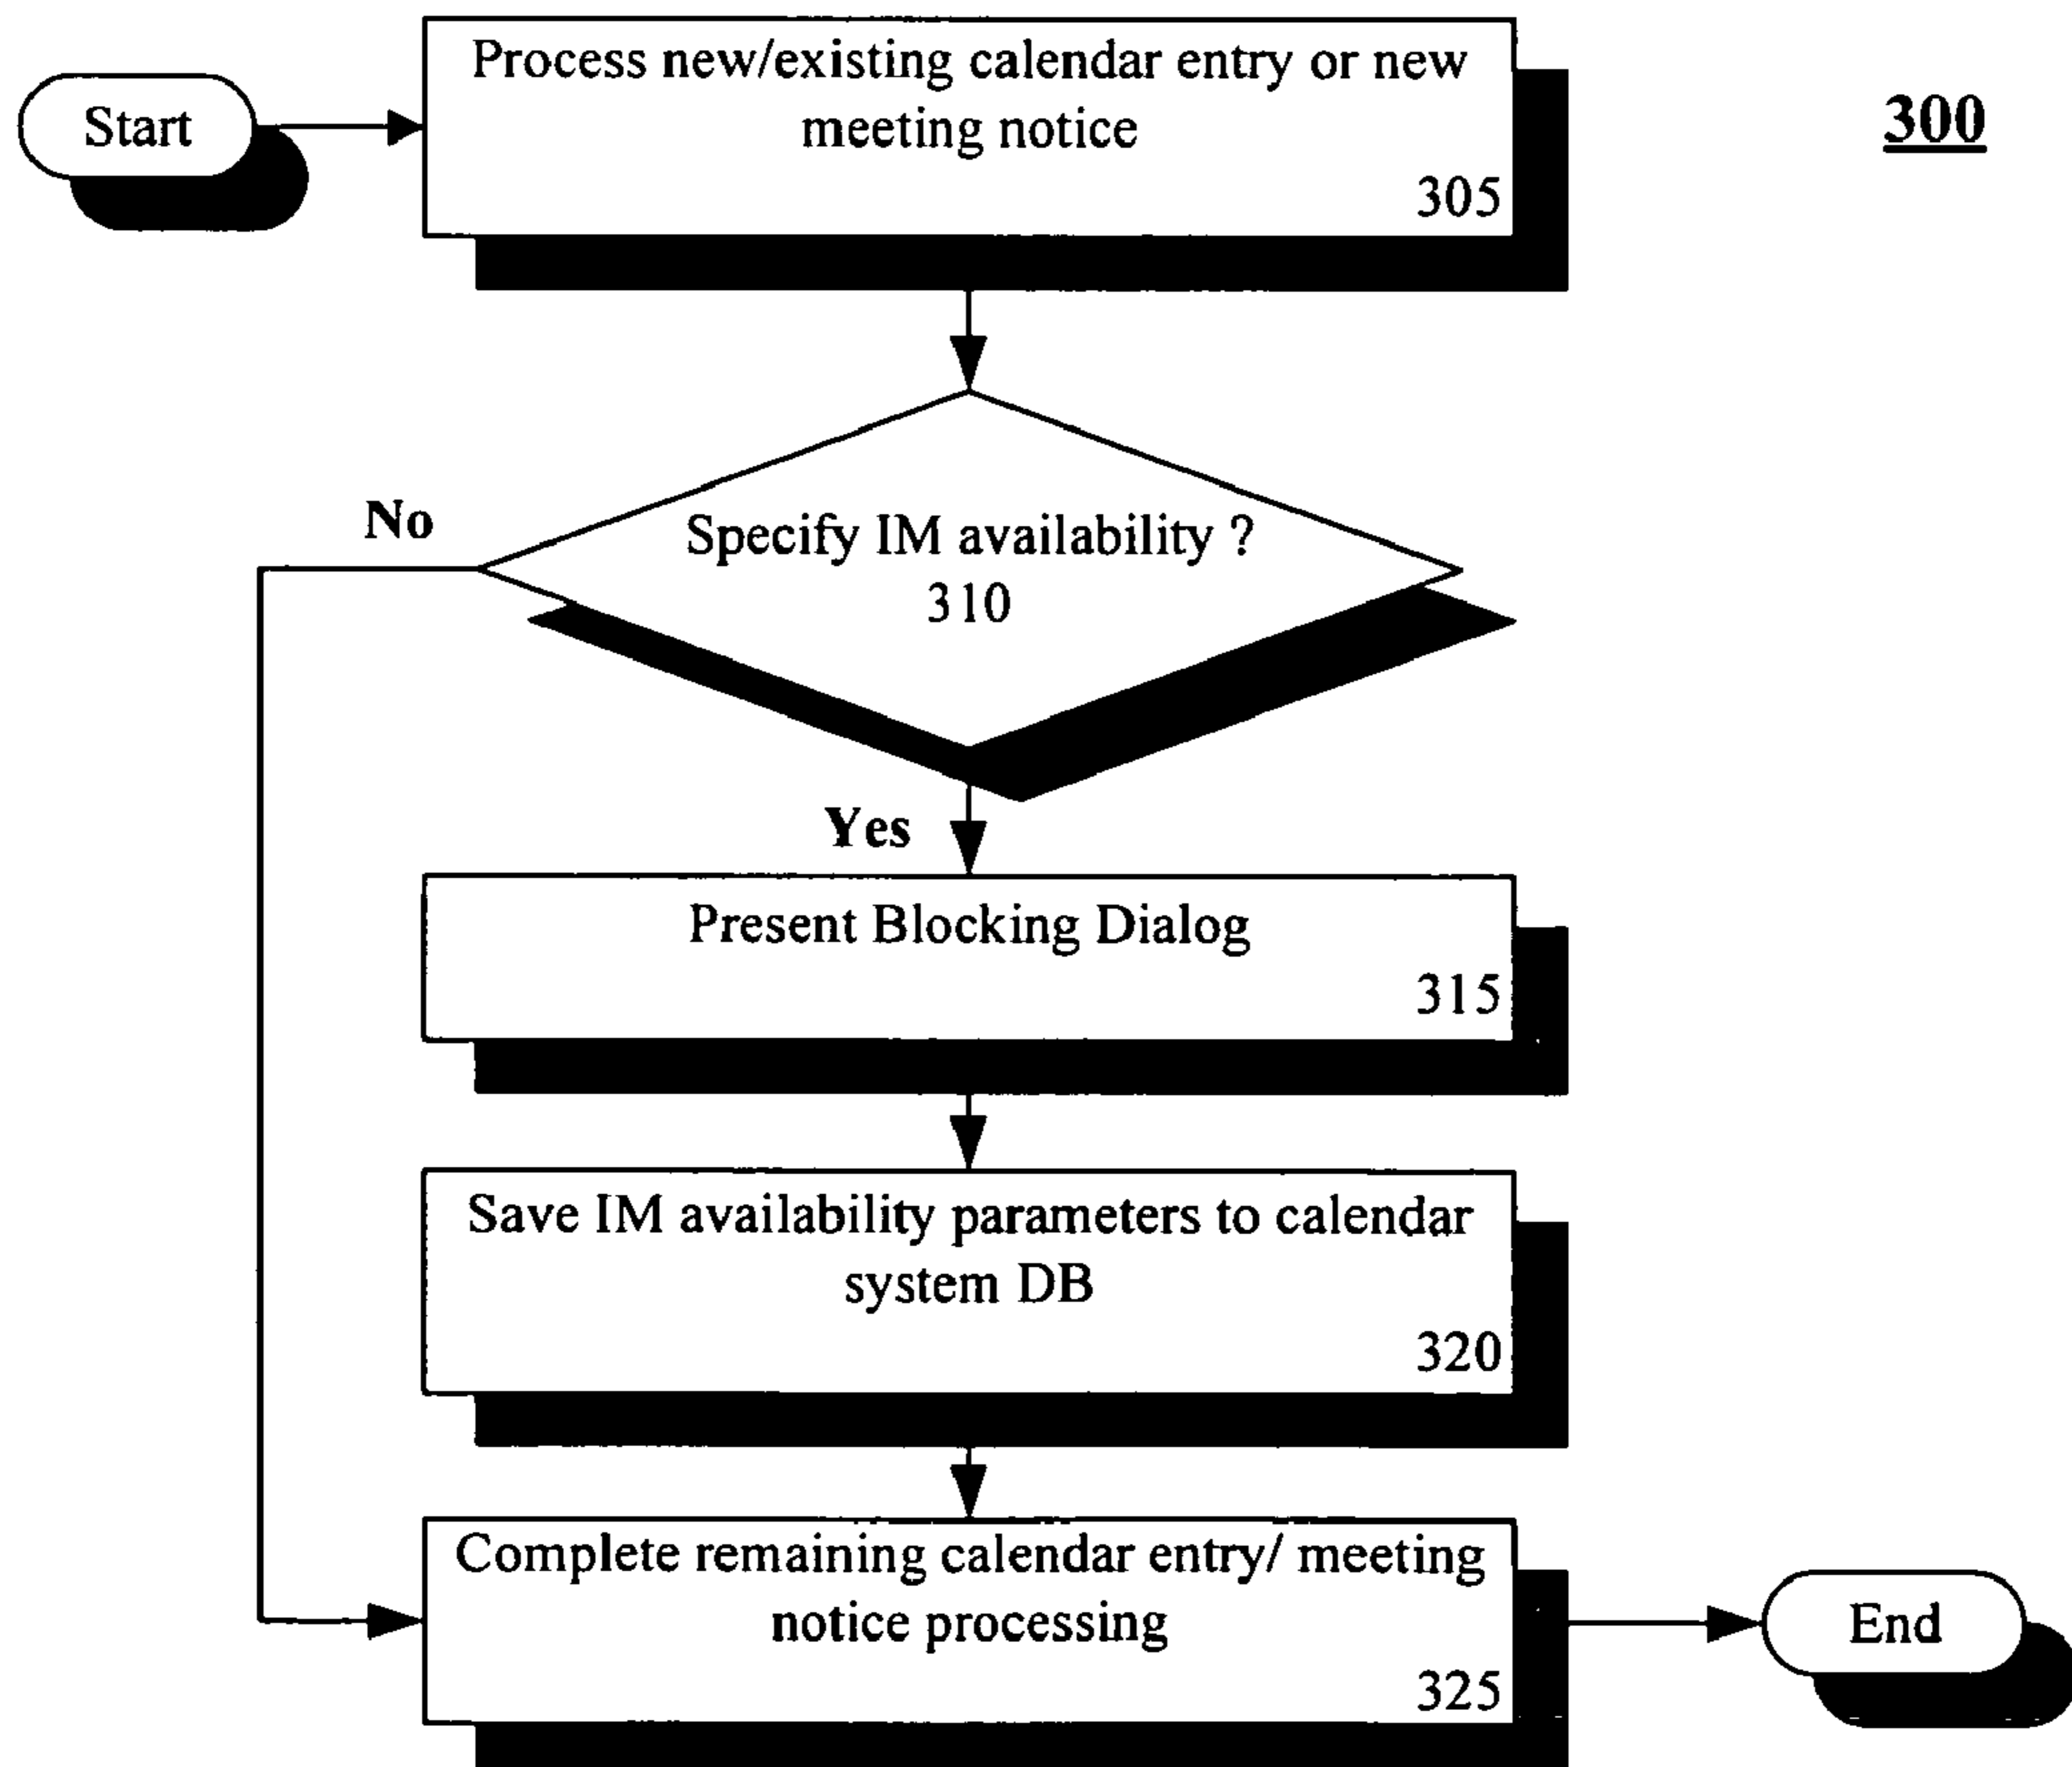 Start
Process new/existing calendar entry or new
meeting notice
305
300
No
Specify IM availability ?
310
Yes
Present Blocking Dialog
315
Save IM availability parameters to calendar
system DB
320
Complete remaining calendar entry/ meeting
notice processing
325
End